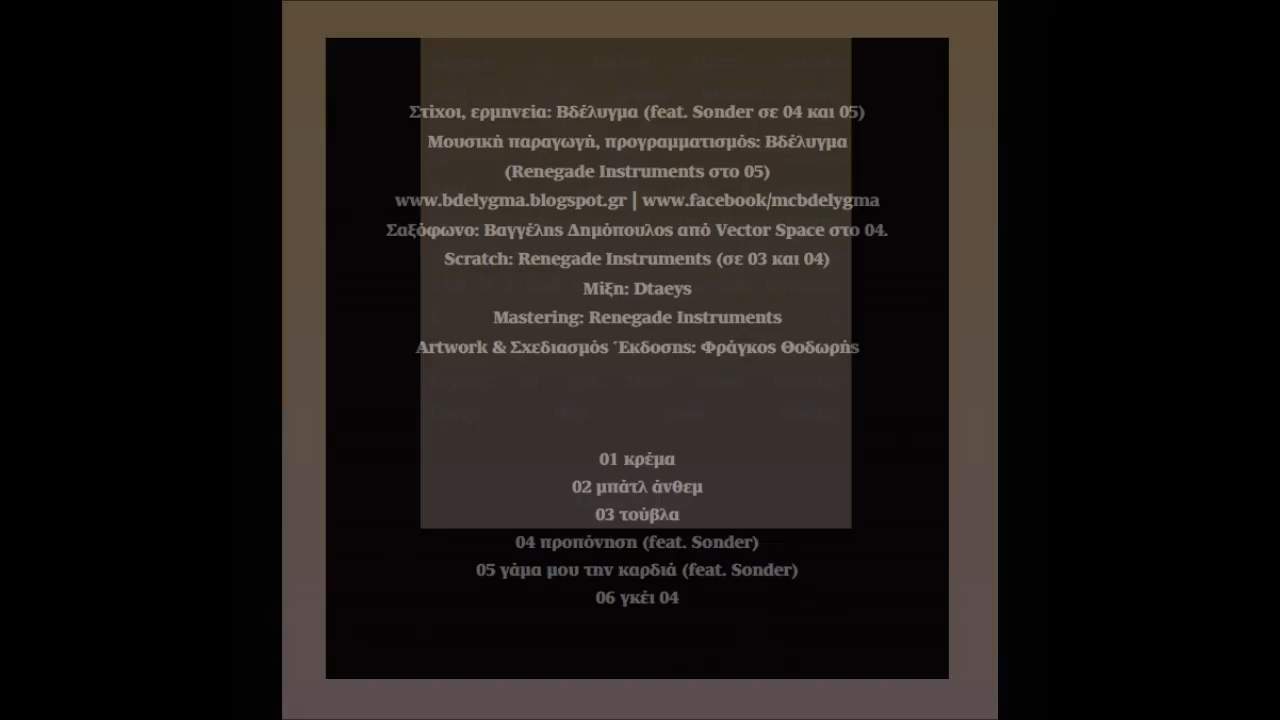 Στίχοι, ερμηνεία: Βδέλυγμα (feat. Sonder σε 04 και 05)
Μουσική παραγωγή, προγραμματισμός: Βδέλυγμα
(Renegade Instruments στο 05)
www.bdelygma.blogspot.gr | www.facebook/mcbdelygma
Σαξόφωνο: Βαγγέλης Δημόπουλος από Vector Space στο 04.
Scratch: Renegade Instruments (σε 03 και 04)
Μίξη: Dtaeys
Mastering: Renegade Instruments
Artwork & Σχεδιασμός Έκδοσης: Φράγκος Θοδωρής
01 κρέμα
02 μπάτλ άνθεμ
03 τούβλα
04 προπόνηση (feat. Sonder)
05 γάμα μου την καρδιά (feat. Sonder)
06 γκέι 04